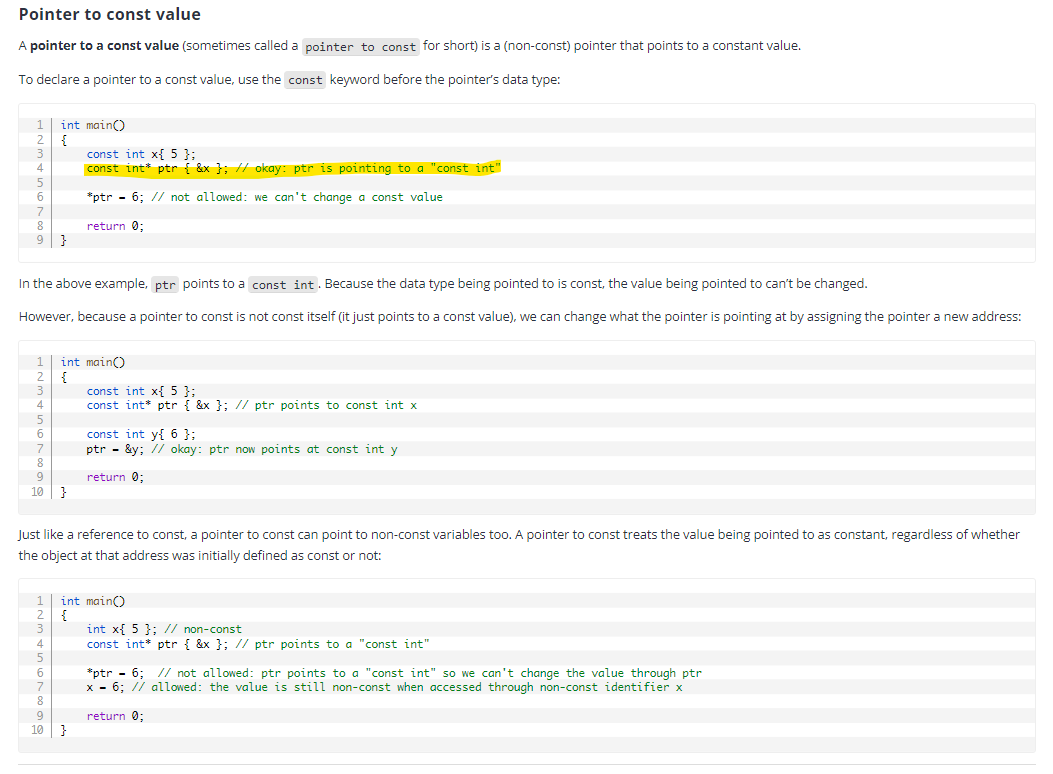 Pointer to const value
A pointer to a const value (sometimes called a pointer to const for short) is a (non-const) pointer that points to a constant value.
To declare a pointer to a const value, use the const keyword before the pointer's data type:
1 int main()
2 {
3     const int x{ 5 };
4     const int* ptr { &x }; // okay: ptr is pointing to a "const int"
5
6     *ptr = 6; // not allowed: we can't change a const value
7
8     return 0;
9 }
In the above example, ptr points to a const int. Because the data type being pointed to is const, the value being pointed to can't be changed.
However, because a pointer to const is not const itself (it just points to a const value), we can change what the pointer is pointing at by assigning the pointer a new address:
1 int main()
2 {
3     const int x{ 5 };
4     const int* ptr { &x }; // ptr points to const int x
5
6     const int y{ 6 };
7     ptr = &y; // okay: ptr now points at const int y
8
9     return 0;
10 }
Just like a reference to const, a pointer to const can point to non-const variables too. A pointer to const treats the value being pointed to as constant, regardless of whether
the object at that address was initially defined as const or not:
1 int main()
2 {
3     int x{ 5 }; // non-const
4     const int* ptr { &x }; // ptr points to a "const int"
5
6     *ptr = 6;  // not allowed: ptr points to a "const int" so we can't change the value through ptr
7     x = 6; // allowed: the value is still non-const when accessed through non-const identifier x
8
9     return 0;
10 }